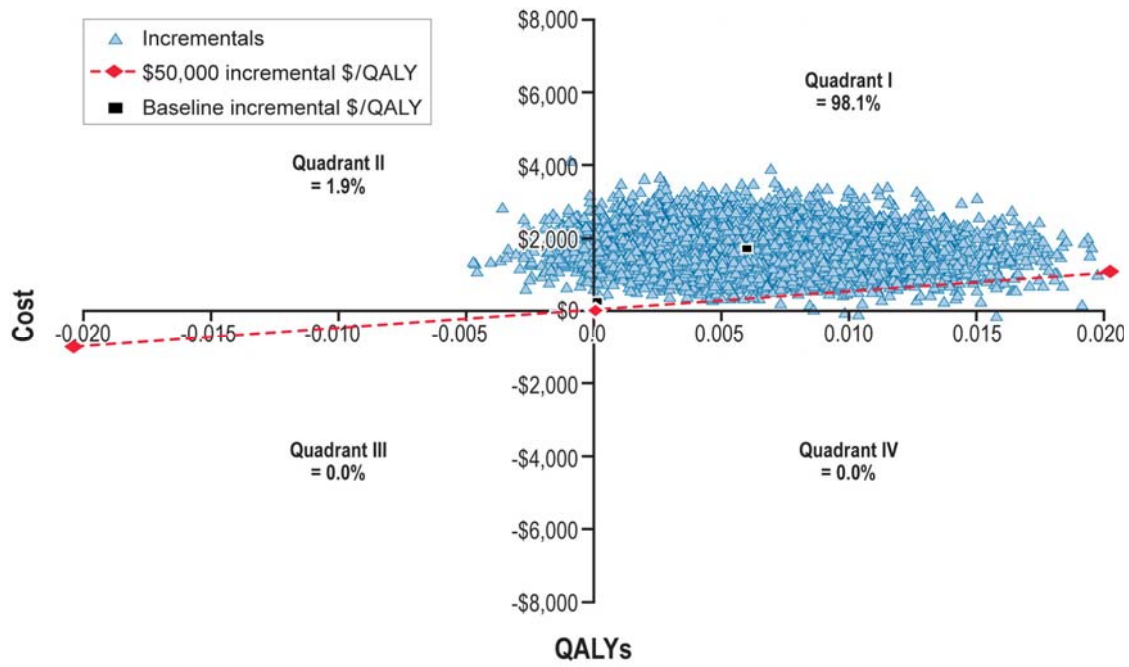 Incrementals
$50,000 incremental $/QALY
Baseline incremental $/QALY
$8,000
$6,000
$4,000
$2,000
$0
-$2,000
-$4,000
-$6,000
-$8,000
Quadrant I
= 98.1%
Quadrant II
= 1.9%
Cost
-0.020
-0.015
-0.010
-0.005
0.0
0.005
0.010
0.015
0.020
Quadrant III
= 0.0%
Quadrant IV
= 0.0%
QALYs